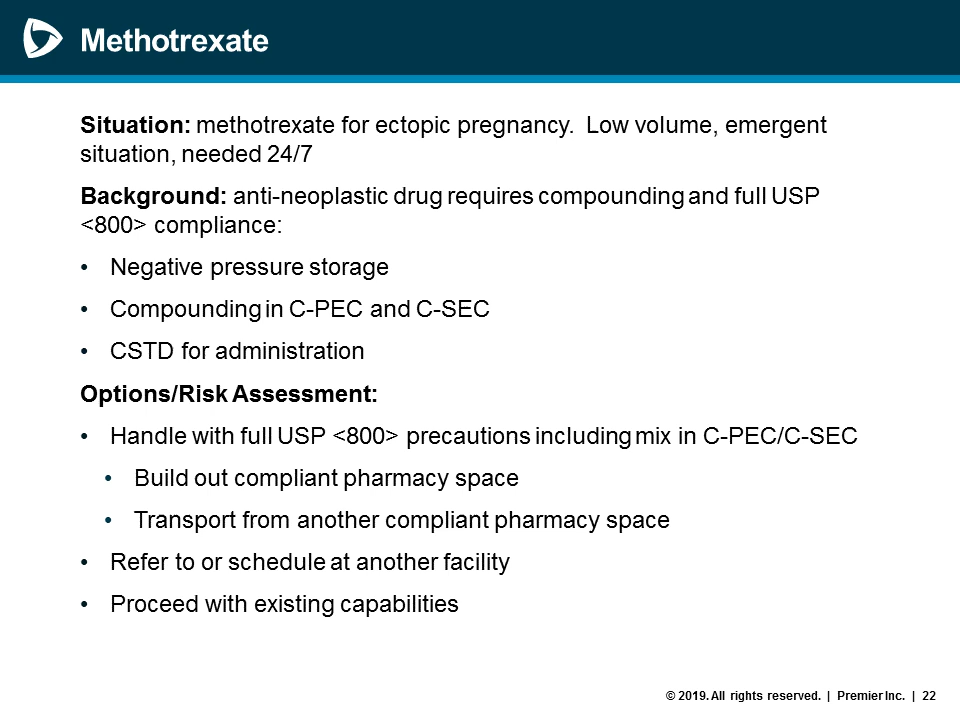 Methotrexate
Situation: methotrexate for ectopic pregnancy.  Low volume, emergent
situation, needed 24/7
Background: anti-neoplastic drug requires compounding and full USP
<800> compliance:
• Negative pressure storage
• Compounding in C-PEC and C-SEC
• CSTD for administration
Options/Risk Assessment:
• Handle with full USP <800> precautions including mix in C-PEC/C-SEC
• Build out compliant pharmacy space
• Transport from another compliant pharmacy space
• Refer to or schedule at another facility
• Proceed with existing capabilities
© 2019. All rights reserved. | Premier Inc. | 22